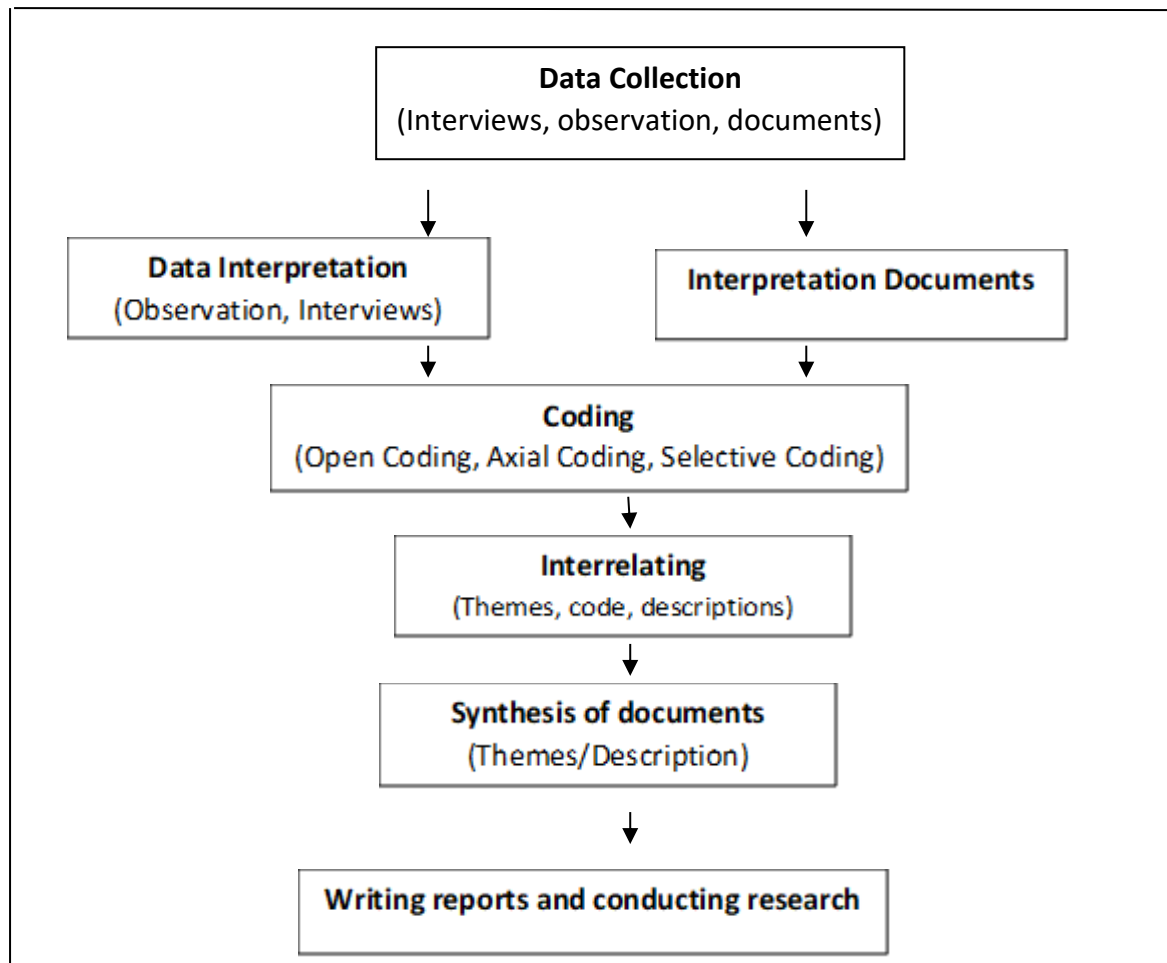 Data Collection
(Interviews, observation, documents)
Data Interpretation
(Observation, Interviews)
Interpretation Documents
Coding
(Open Coding, Axial Coding, Selective Coding)
Interrelating
(Themes, code, descriptions)
Synthesis of documents
(Themes/Description)
Writing reports and conducting research